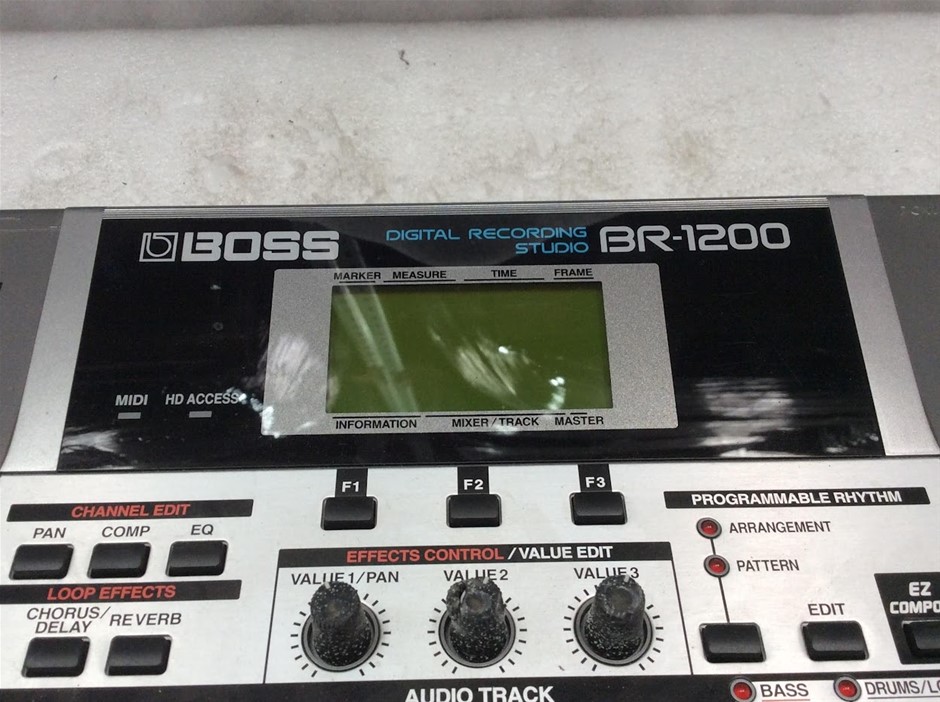 BOSS DIGITAL RECORDING STUDIO BR-1200
MARKER MEASURE TIME FRAME
MIDI HD ACCESS
INFORMATION MIXER / TRACK MASTER
F1 F2 F3
CHANNEL EDIT
PAN COMP EQ
LOOP EFFECTS
CHORUS/DELAY REVERB
EFFECTS CONTROL / VALUE EDIT
VALUE 1/PAN VALUE 2 VALUE 3
PROGRAMMABLE RHYTHM
ARRANGEMENT
PATTERN
EDIT
EZ
AUDIO TRACK
BASS